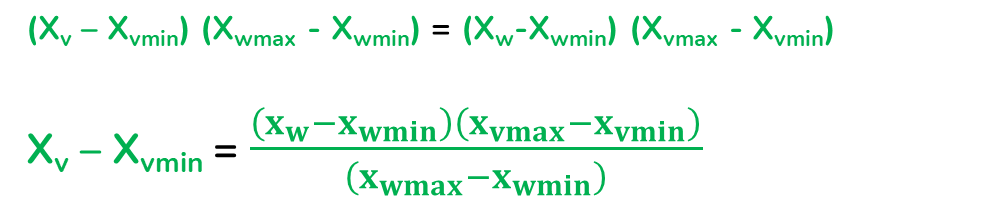 (Xv – Xvmin) (Xwmax - Xwmin) = (Xw-Xwmin) (Xvmax - Xvmin)
Xv – Xvmin = (xw−xwmin)(xvmax−xvmin)
(xwmax−xwmin)